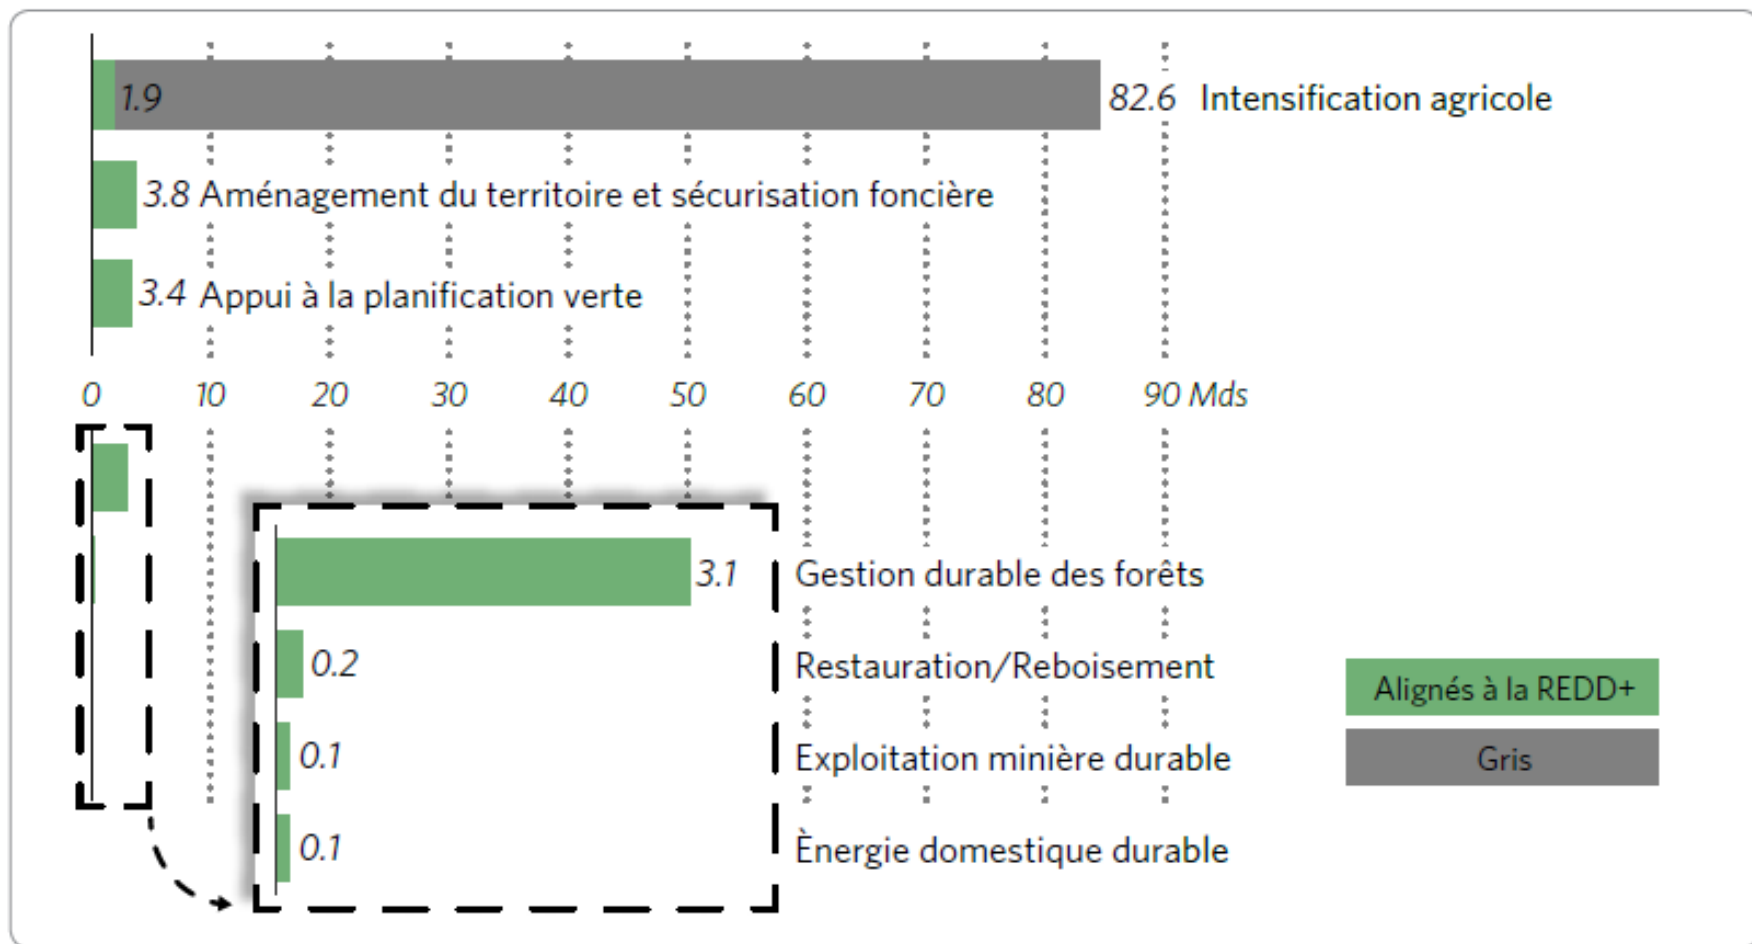 1.9 82.6 Intensification agricole
3.8 Aménagement du territoire et sécurisation foncière
3.4 Appui à la planification verte
0 10 20 30 40 50 60 70 80 90 Mds
3.1 Gestion durable des forêts
0.2 Restauration/Reboisement
0.1 Exploitation minière durable
0.1 Ènergie domestique durable
Alignés à la REDD+
Gris